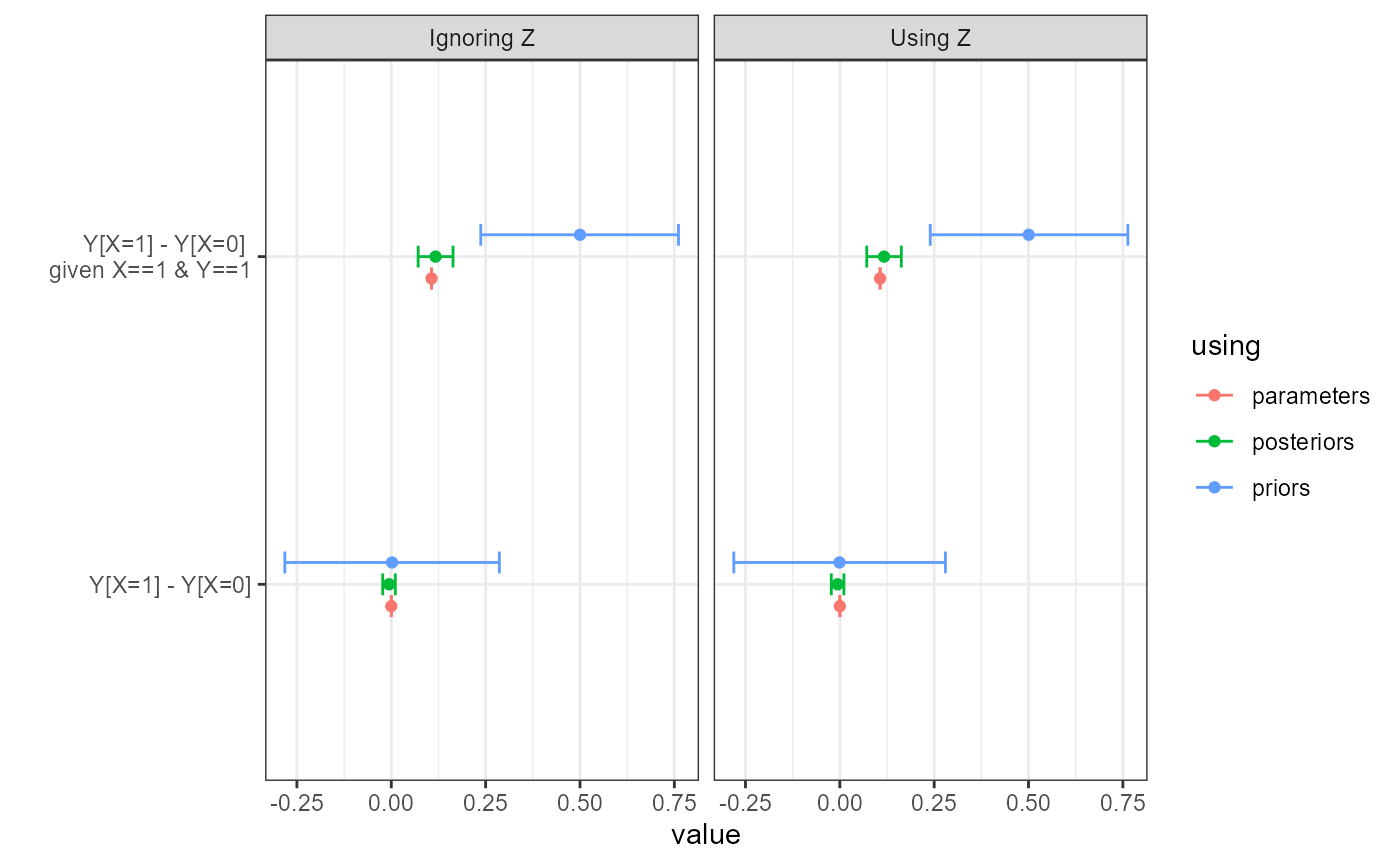 Ignoring Z
Using Z
Y[X=1] - Y[X=0]
given X==1 & Y==1
Y[X=1] - Y[X=0]
-0.25 0.00 0.25 0.50 0.75
-0.25 0.00 0.25 0.50 0.75
value
using
parameters
posteriors
priors